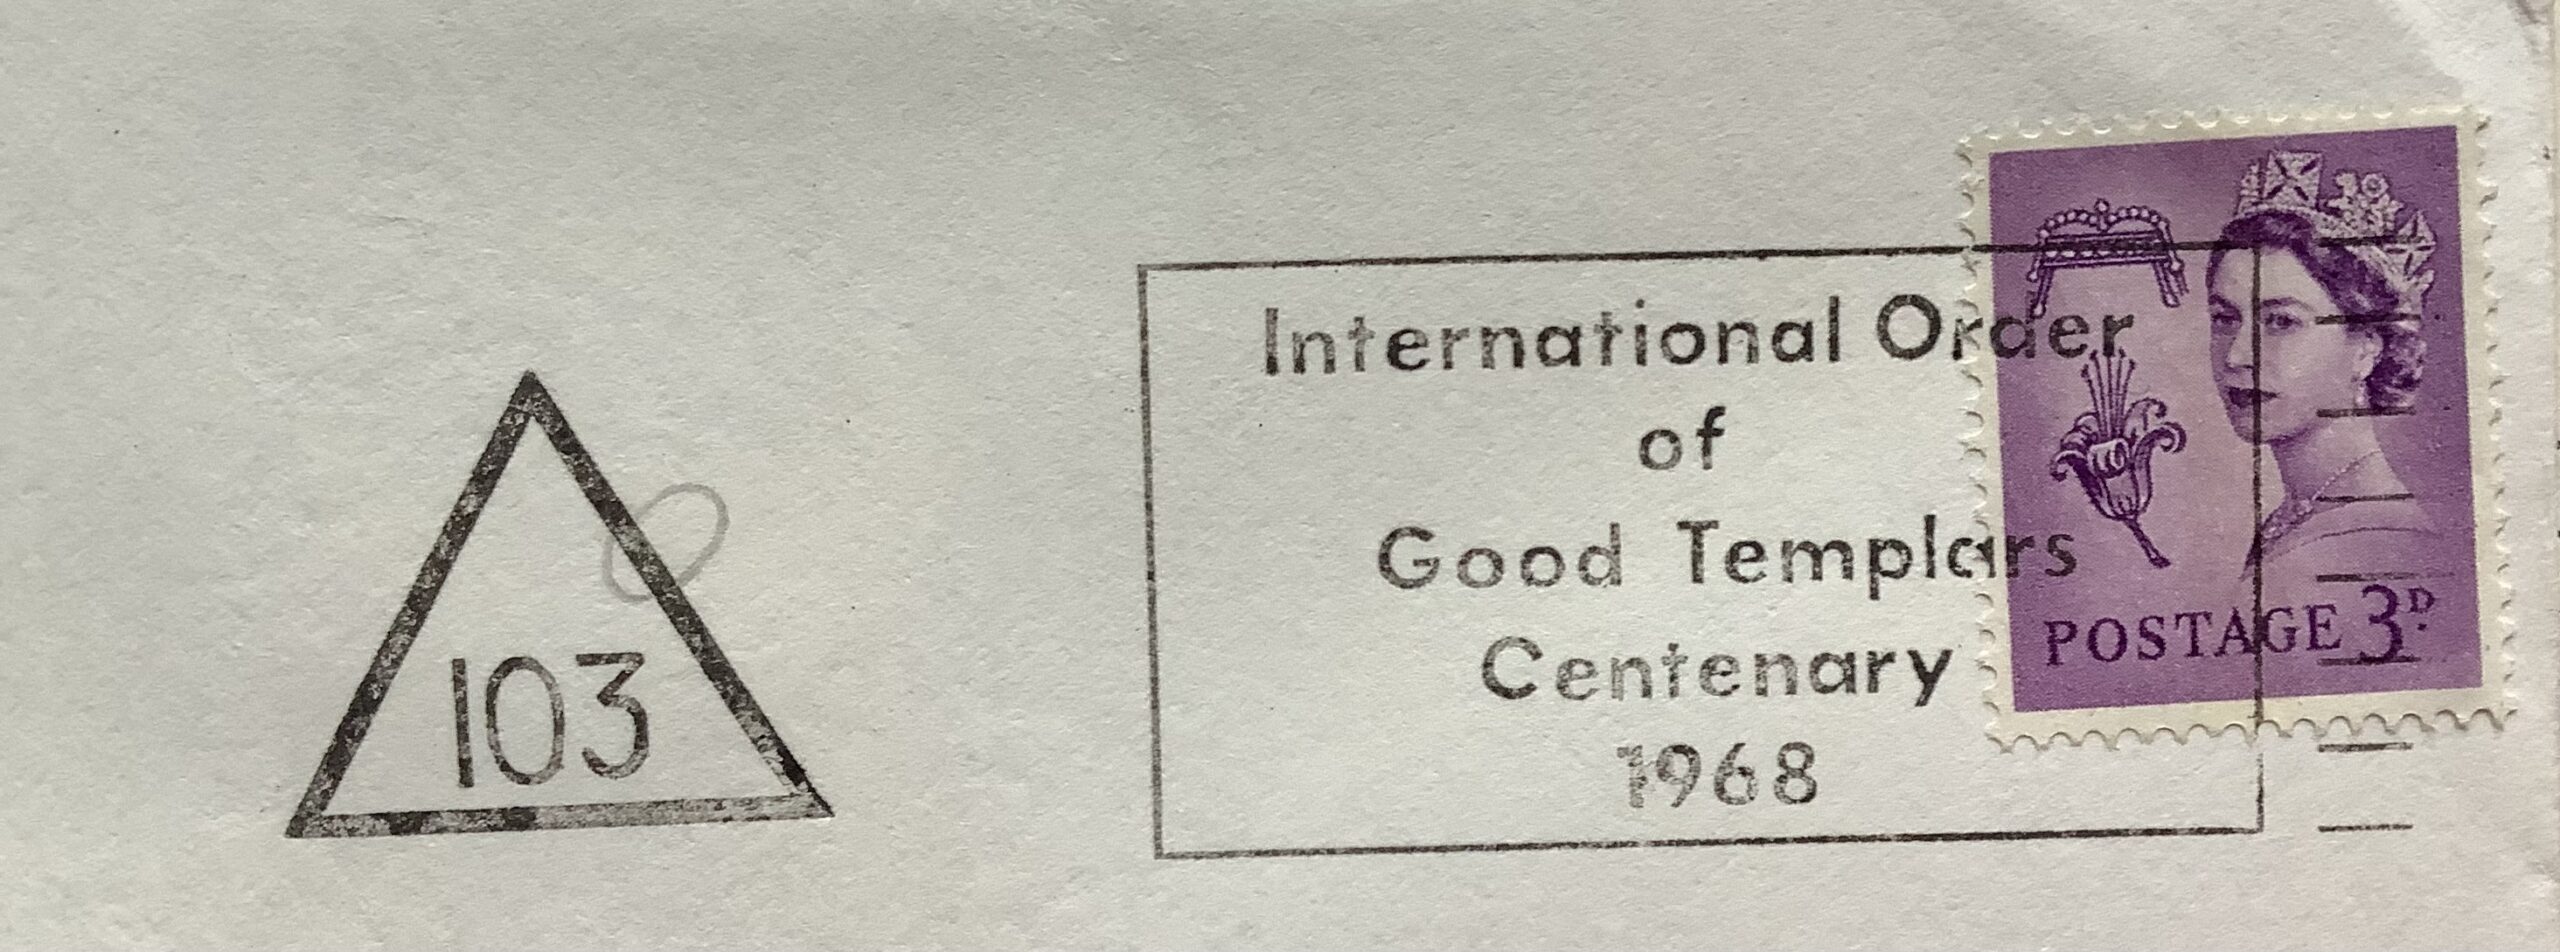 103
International Order
of
Good Templars
Centenary
1968
POSTAGE 3D.